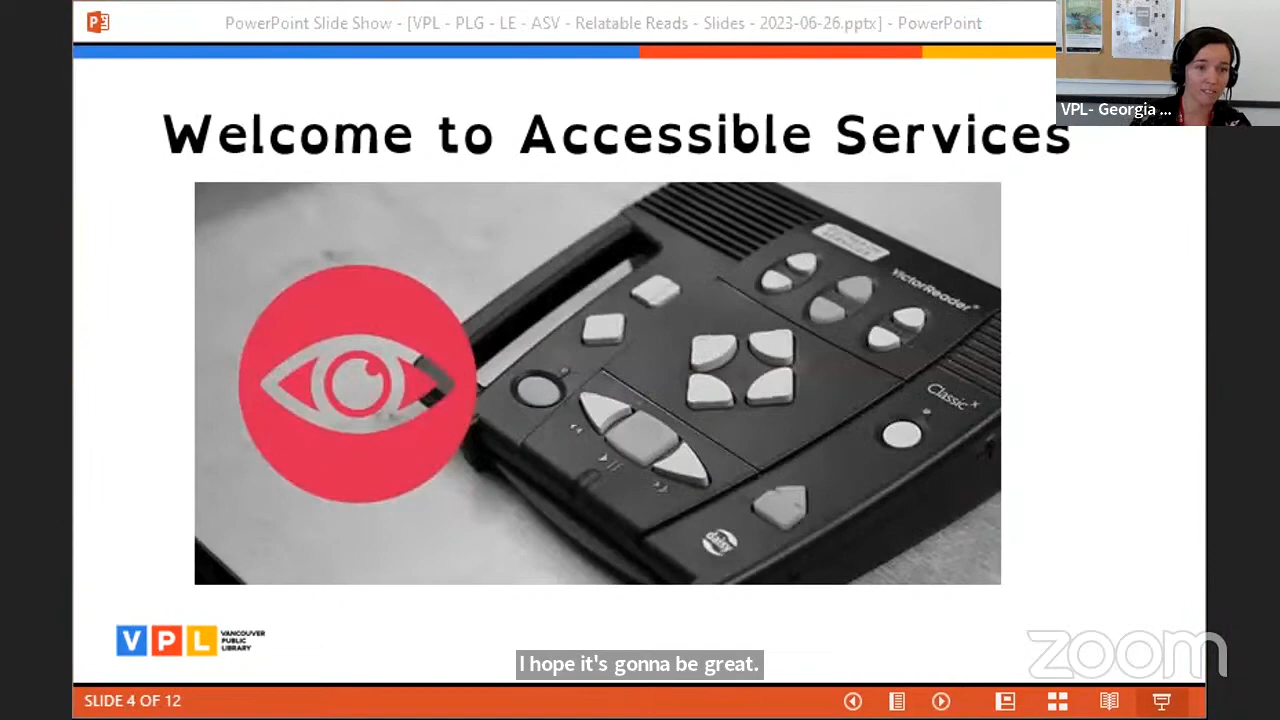 PowerPoint Slide Show - [VPL - PLG - LE - ASV - Relatable Reads - Slides - 2023-06-26.pptx] - PowerPoint
VPL- Georgia ...
Welcome to Accessible Services
VictorReader
Classic x
daisy
VPL VANCOUVER
PUBLIC
LIBRARY
I hope it's gonna be great.
zoom
SLIDE 4 OF 12